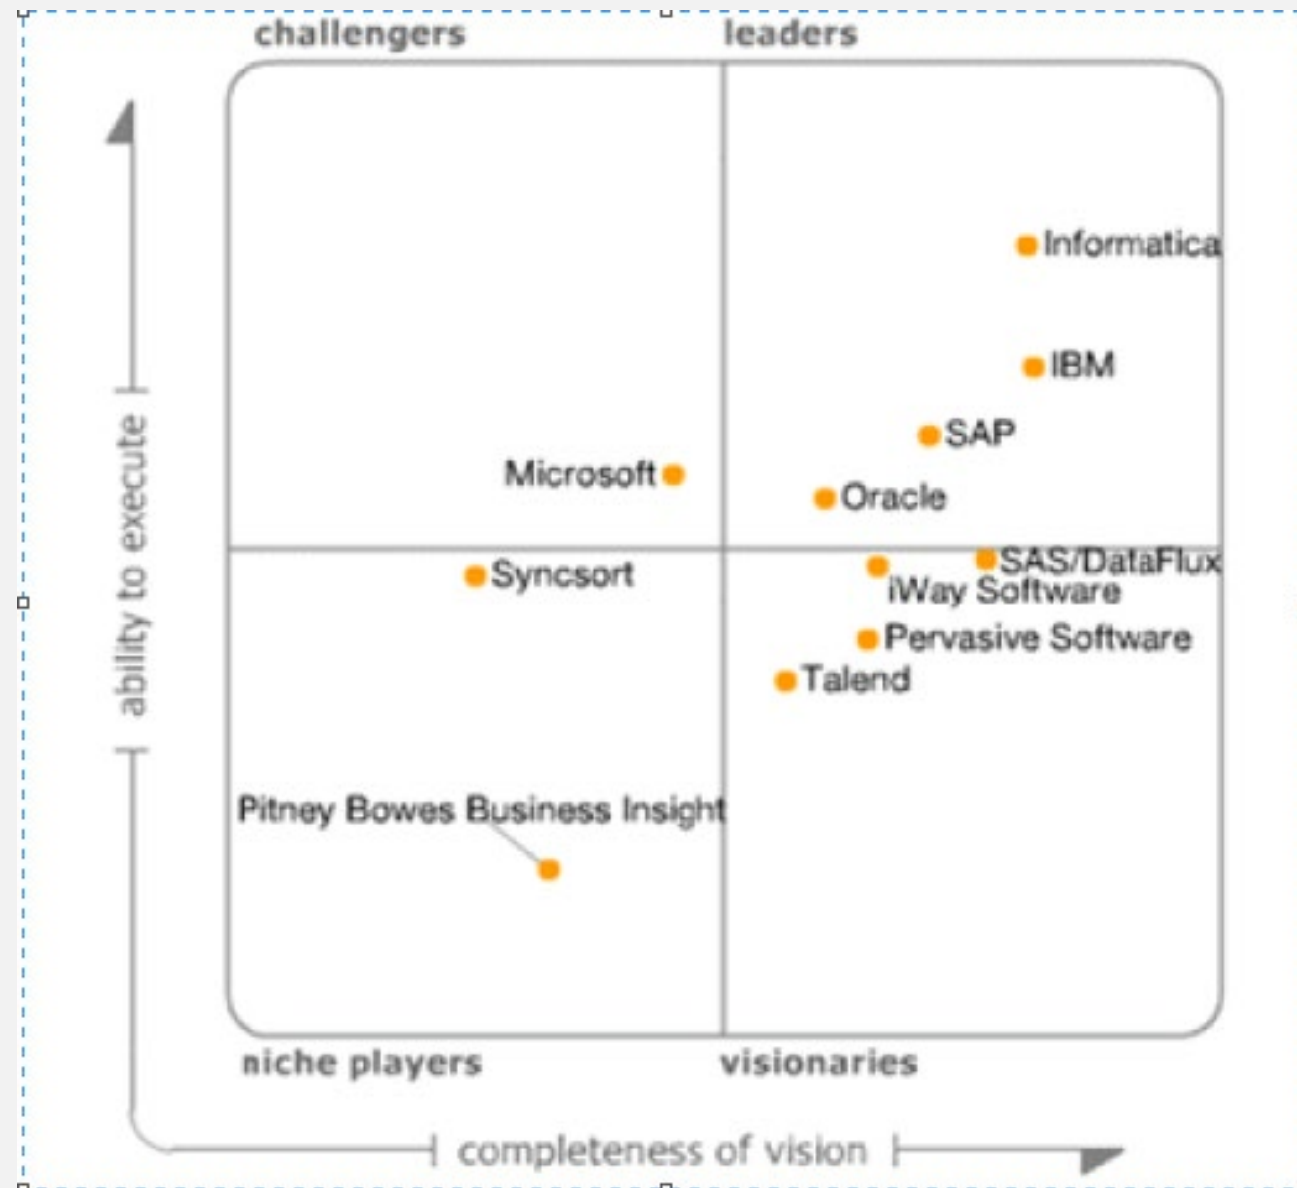 challengers
leaders
Informatica
IBM
SAP
Microsoft
Oracle
SAS/DataFlux
Syncsort
iWay Software
Pervasive Software
Talend
Pitney Bowes Business Insight
niche players
visionaries
ability to execute
completeness of vision